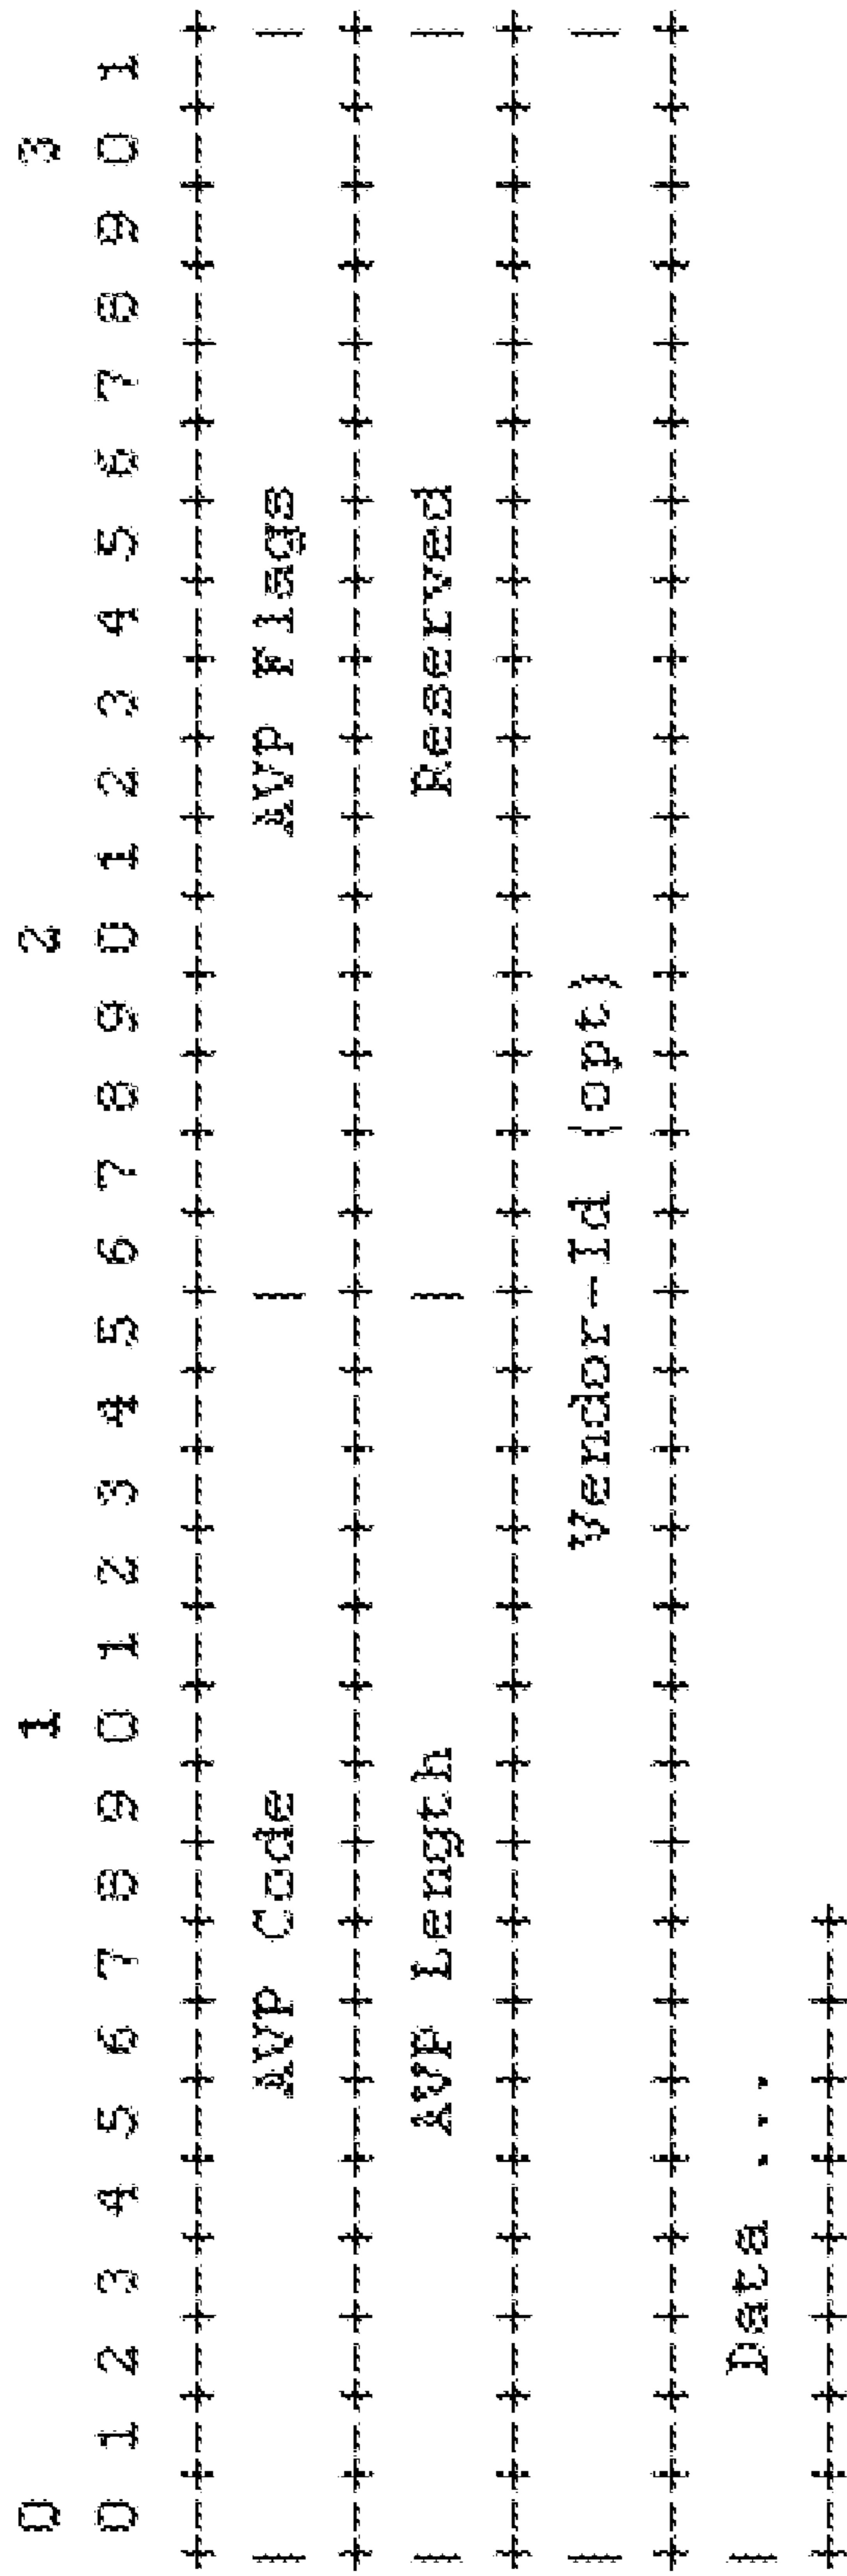 0                   1                   2                   3
 0 1 2 3 4 5 6 7 8 9 0 1 2 3 4 5 6 7 8 9 0 1 2 3 4 5 6 7 8 9 0 1
+-+-+-+-+-+-+-+-+-+-+-+-+-+-+-+-+-+-+-+-+-+-+-+-+-+-+-+-+-+-+-+-+
|           AVP Code            |           AVP Flags           |
+-+-+-+-+-+-+-+-+-+-+-+-+-+-+-+-+-+-+-+-+-+-+-+-+-+-+-+-+-+-+-+-+
|          AVP Length           |            Reserved           |
+-+-+-+-+-+-+-+-+-+-+-+-+-+-+-+-+-+-+-+-+-+-+-+-+-+-+-+-+-+-+-+-+
|                         Vendor-Id (opt)                       |
+-+-+-+-+-+-+-+-+-+-+-+-+-+-+-+-+-+-+-+-+-+-+-+-+-+-+-+-+-+-+-+-+
|    Data ...
+-+-+-+-+-+-+-+-+